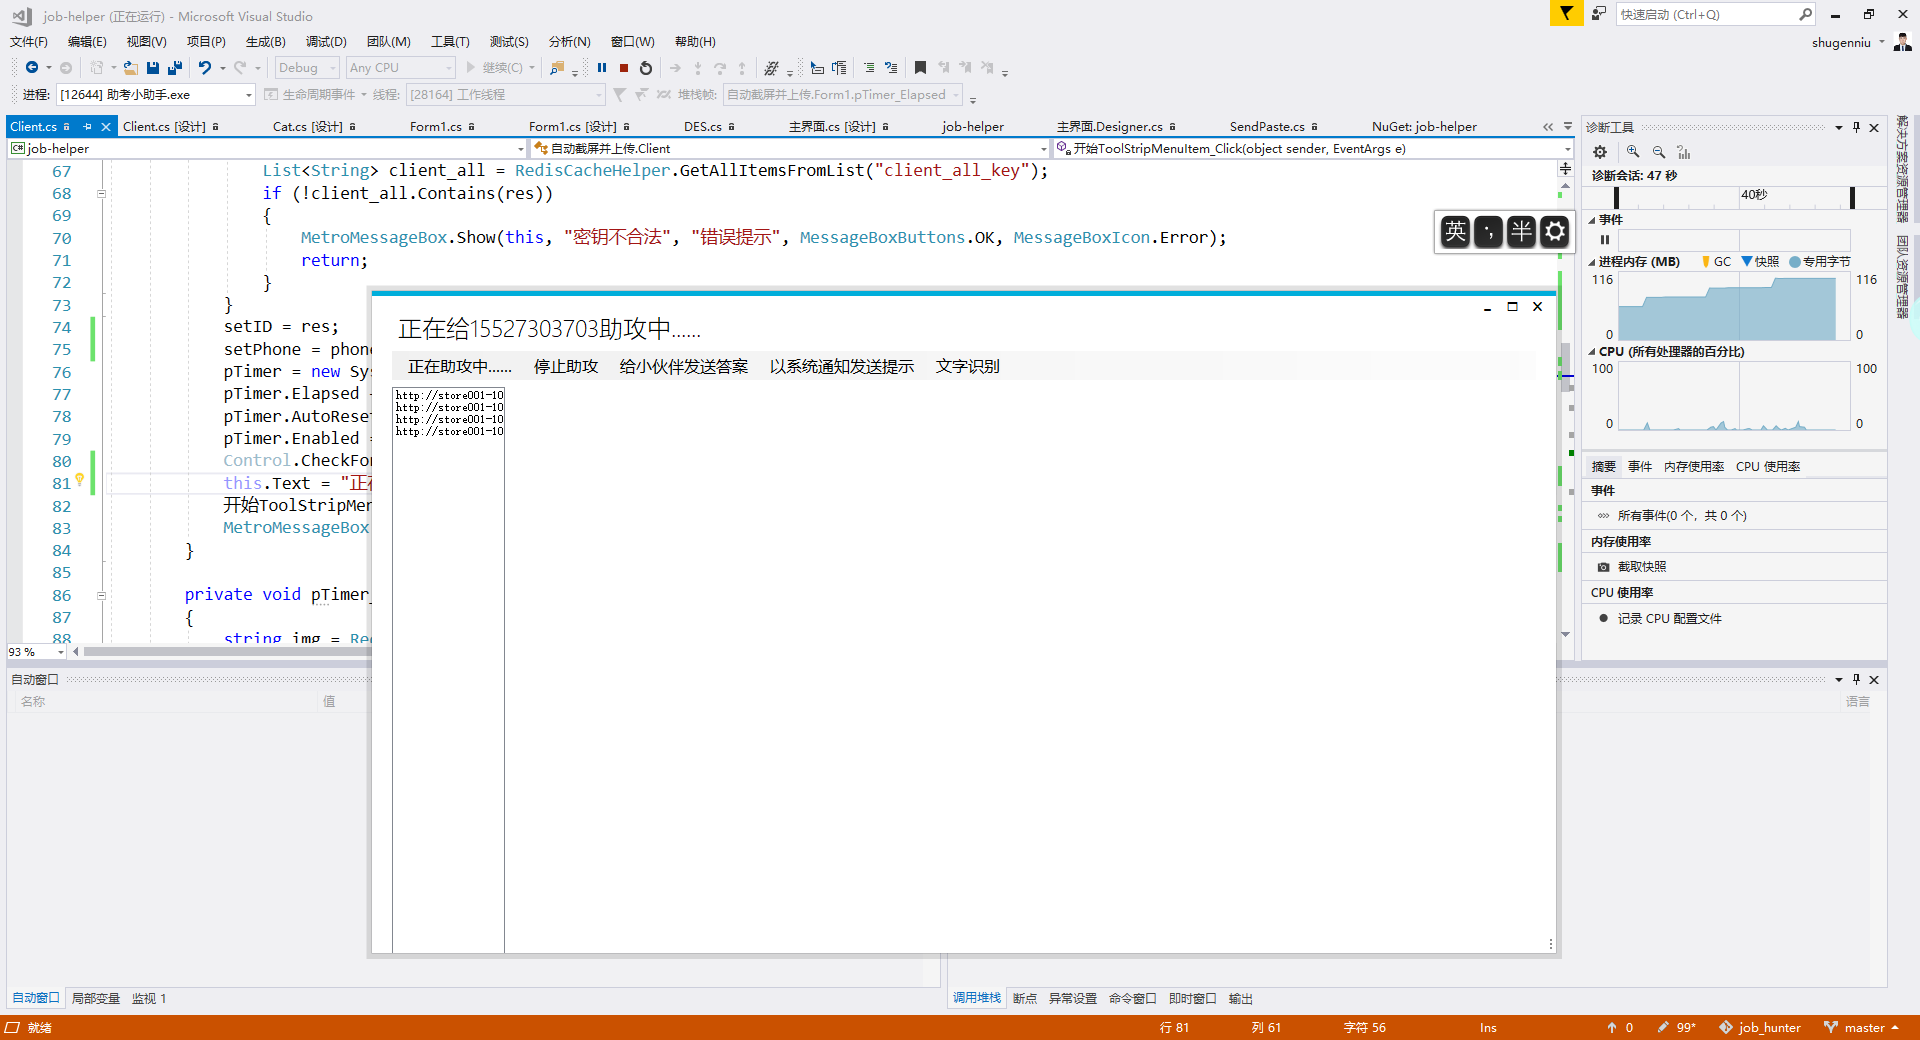 job-helper (正在运行) - Microsoft Visual Studio
快速启动 (Ctrl+Q)
文件(F) 编辑(E) 视图(V) 项目(P) 生成(B) 调试(D) 团队(M) 工具(T) 测试(S) 分析(N) 窗口(W) 帮助(H)
shugenniu
Debug Any CPU 继续(C)
进程: [12644] 助考小助手.exe 生命周期事件 线程: [28164] 工作线程 堆栈帧: 自动截屏并上传.Form1.pTimer_Elapsed
Client.cs Client.cs [设计] Cat.cs [设计] Form1.cs Form1.cs [设计] DES.cs 主界面.cs [设计] job-helper 主界面.Designer.cs SendPaste.cs NuGet: job-helper
C# job-helper 自动截屏并上传.Client 开始ToolStripMenuItem_Click(object sender, EventArgs e)
67 List<String> client_all = RedisCacheHelper.GetAllItemsFromList("client_all_key");
68 if (!client_all.Contains(res))
69 {
70 MetroMessageBox.Show(this, "密钥不合法", "错误提示", MessageBoxButtons.OK, MessageBoxIcon.Error);
71 return;
72 }
73 }
74 setID = res;
75 setPhone = phon
76 pTimer = new Sys
77 pTimer.Elapsed
78 pTimer.AutoRese
79 pTimer.Enabled =
80 Control.CheckFo
81 this.Text = "正在
82 开始ToolStripMen
83 MetroMessageBox
84 }
85
86 private void pTimer_
87 {
88 string img = Red
93 %
英 半
正在给15527303703助攻中......
正在助攻中...... 停止助攻 给小伙伴发送答案 以系统通知发送提示 文字识别
http://store001-10
http://store001-10
http://store001-10
http://store001-10
诊断工具
诊断会话: 47 秒
40秒
事件
进程内存 (MB) GC 快照 专用字节
116 116
0 0
CPU (所有处理器的百分比)
100 100
0 0
摘要 事件 内存使用率 CPU 使用率
事件
所有事件(0 个，共 0 个)
内存使用率
截取快照
CPU 使用率
记录 CPU 配置文件
解决方案资源管理器
团队资源管理器
自动窗口
名称 值
语言
自动窗口 局部变量 监视 1
调用堆栈 断点 异常设置 命令窗口 即时窗口 输出
就绪 行 81 列 61 字符 56 Ins 0 99* job_hunter master